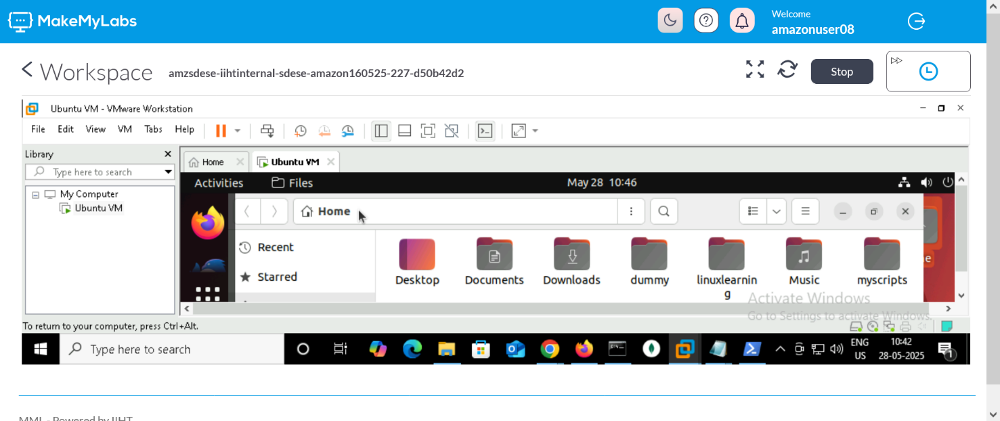 MakeMyLabs
Welcome
amazonuser08
Workspace amzsdese-iihtinternal-sdese-amazon160525-227-d50b42d2
Stop
Ubuntu VM - VMware Workstation
File Edit View VM Tabs Help
Library
Home Ubuntu VM
Type here to search
My Computer
Ubuntu VM
Activities Files May 28 10:46
Home
Recent
Starred
Desktop Documents Downloads dummy linuxlearnin Music myscripts
g
e
Activate Windows
Go to Settings to activate Windows.
To return to your computer, press Ctrl+Alt.
Type here to search
ENG
US
10:42
28-05-2025
1
MML - Powered by IIHT